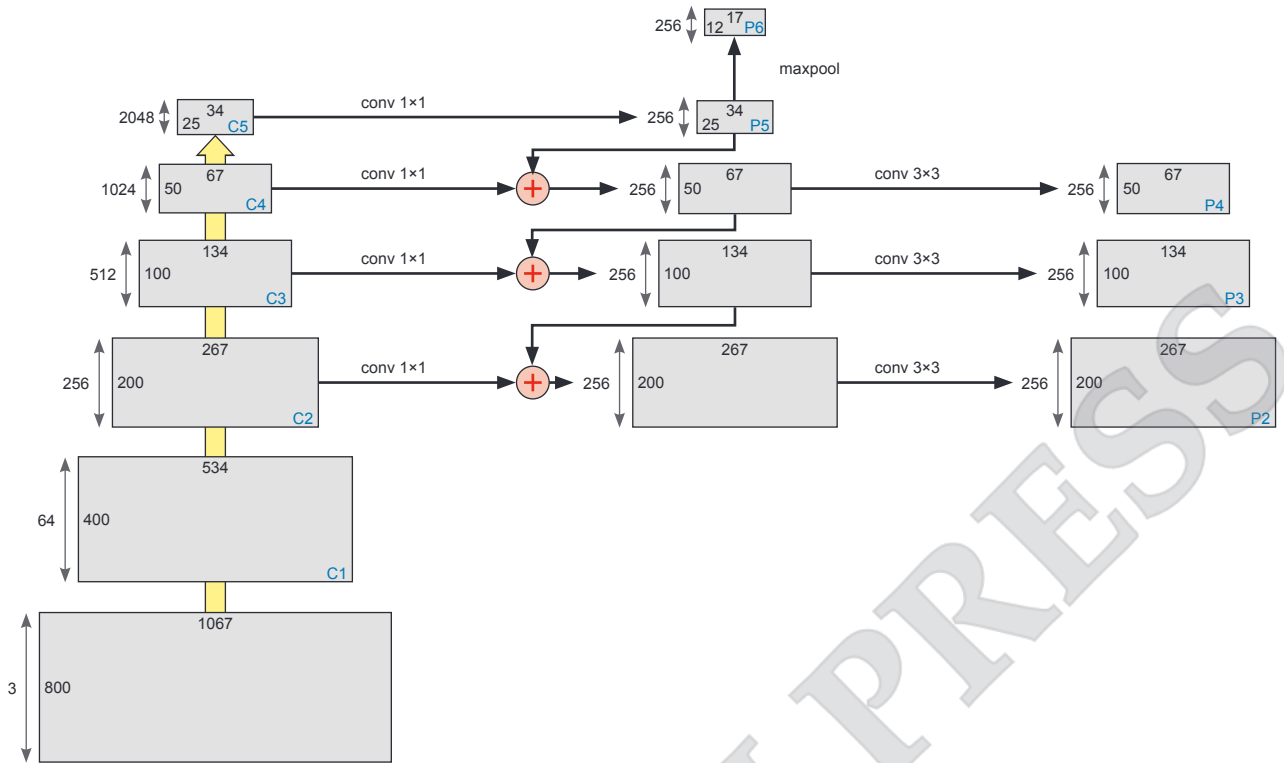 256 12 17 P6
maxpool
2048 25 34 C5 conv 1×1 256 25 34 P5
1024 50 67 C4 conv 1×1 + 256 50 67 conv 3×3 256 50 67 P4
512 100 134 C3 conv 1×1 + 256 100 134 conv 3×3 256 100 134 P3
256 200 267 C2 conv 1×1 + 256 200 267 conv 3×3 256 200 267 P2
64 400 534 C1
3 800 1067
PRESS